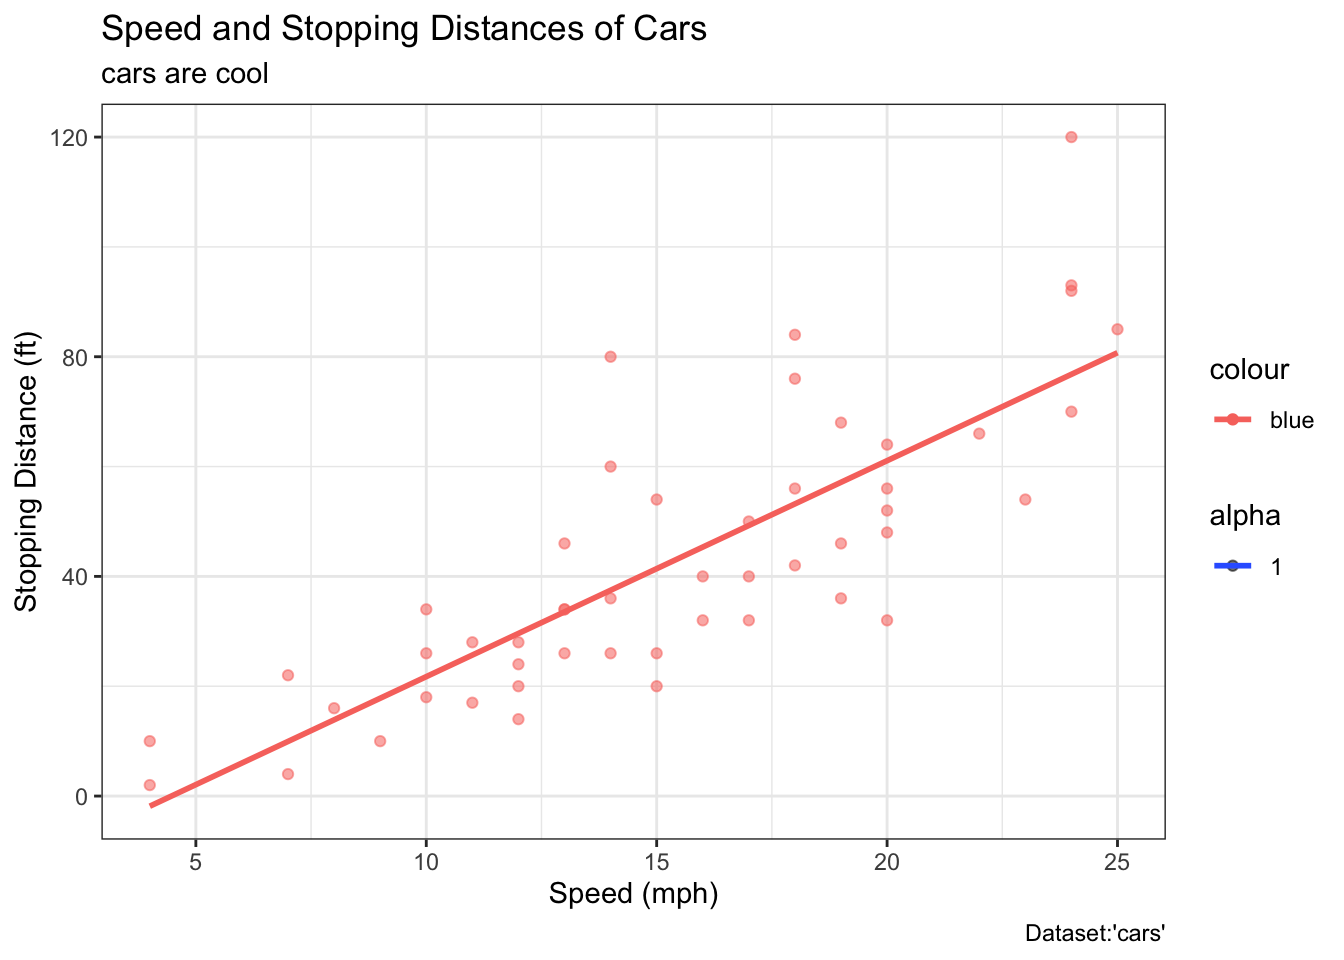 Speed and Stopping Distances of Cars
cars are cool
120
80
40
0
Stopping Distance (ft)
5 10 15 20 25
Speed (mph)
colour
blue
alpha
1
Dataset:'cars'